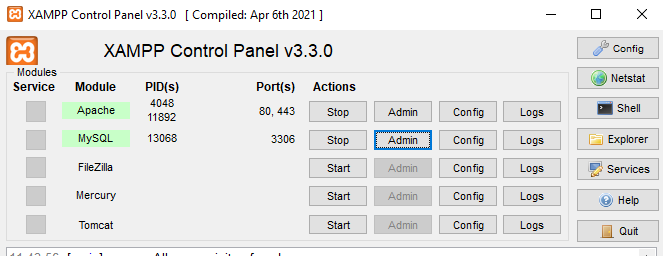 XAMPP Control Panel v3.3.0 [ Compiled: Apr 6th 2021 ]
XAMPP Control Panel v3.3.0
Modules
Service Module PID(s) Port(s) Actions
Apache 4048 11892 80, 443 Stop Admin Config Logs
MySQL 13068 3306 Stop Admin Config Logs
FileZilla Start Admin Config Logs
Mercury Start Admin Config Logs
Tomcat Start Admin Config Logs
Config
Netstat
Shell
Explorer
Services
Help
Quit